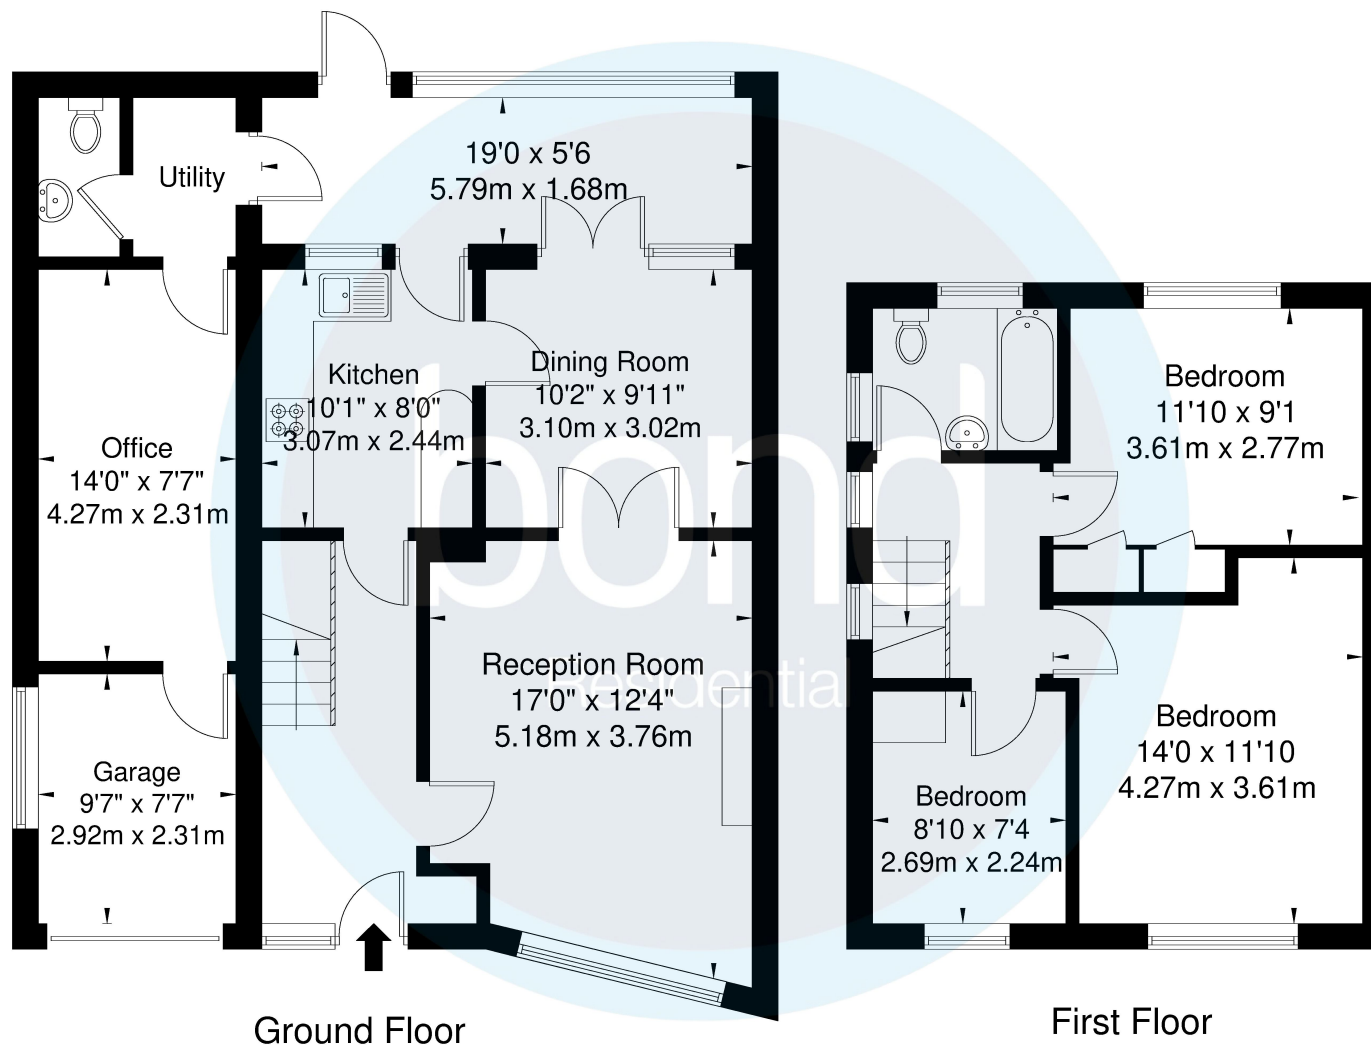 19'0 x 5'6
5.79m x 1.68m
Utility
Kitchen
10'1" x 8'0"
3.07m x 2.44m
Dining Room
10'2" x 9'11"
3.10m x 3.02m
Office
14'0" x 7'7"
4.27m x 2.31m
Reception Room
17'0" x 12'4"
5.18m x 3.76m
Garage
9'7" x 7'7"
2.92m x 2.31m
Ground Floor
Bedroom
11'10 x 9'1
3.61m x 2.77m
Bedroom
14'0 x 11'10
4.27m x 3.61m
Bedroom
8'10 x 7'4
2.69m x 2.24m
First Floor
bond
Residential